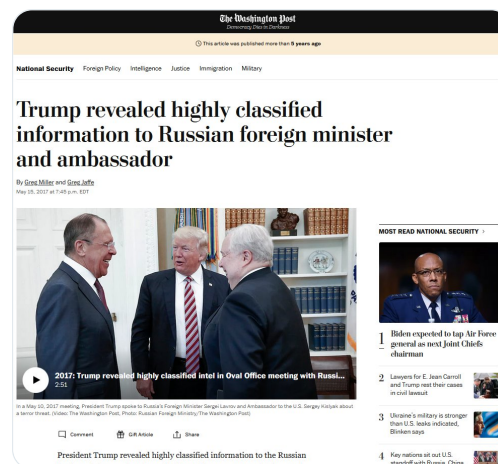 The Washington Post
Democracy Dies in Darkness
This article was published more than 5 years ago
National Security Foreign Policy Intelligence Justice Immigration Military
Trump revealed highly classified
information to Russian foreign minister
and ambassador
By Greg Miller and Greg Jaffe
May 15, 2017 at 7:48 p.m. EDT
2017: Trump revealed highly classified intel in Oval Office meeting with Russi...
2:51
In a May 10, 2017 meeting, President Trump spoke to Russia's Foreign Minister Sergei Lavrov and Ambassador to the U.S. Sergey Kislyak about
a terror threat. (Video: The Washington Post, Photo: Russian Foreign Ministry/The Washington Post)
Comment Gift Article Share
President Trump revealed highly classified information to the Russian
MOST READ NATIONAL SECURITY
1 Biden expected to tap Air Force
general as next Joint Chiefs
chairman
2 Lawyers for E. Jean Carroll
and Trump rest their cases
in civil lawsuit
3 Ukraine's military is stronger
than U.S. leaks indicated,
Blinken says
4 Key nations sit out U.S.
standoff with Russia, China